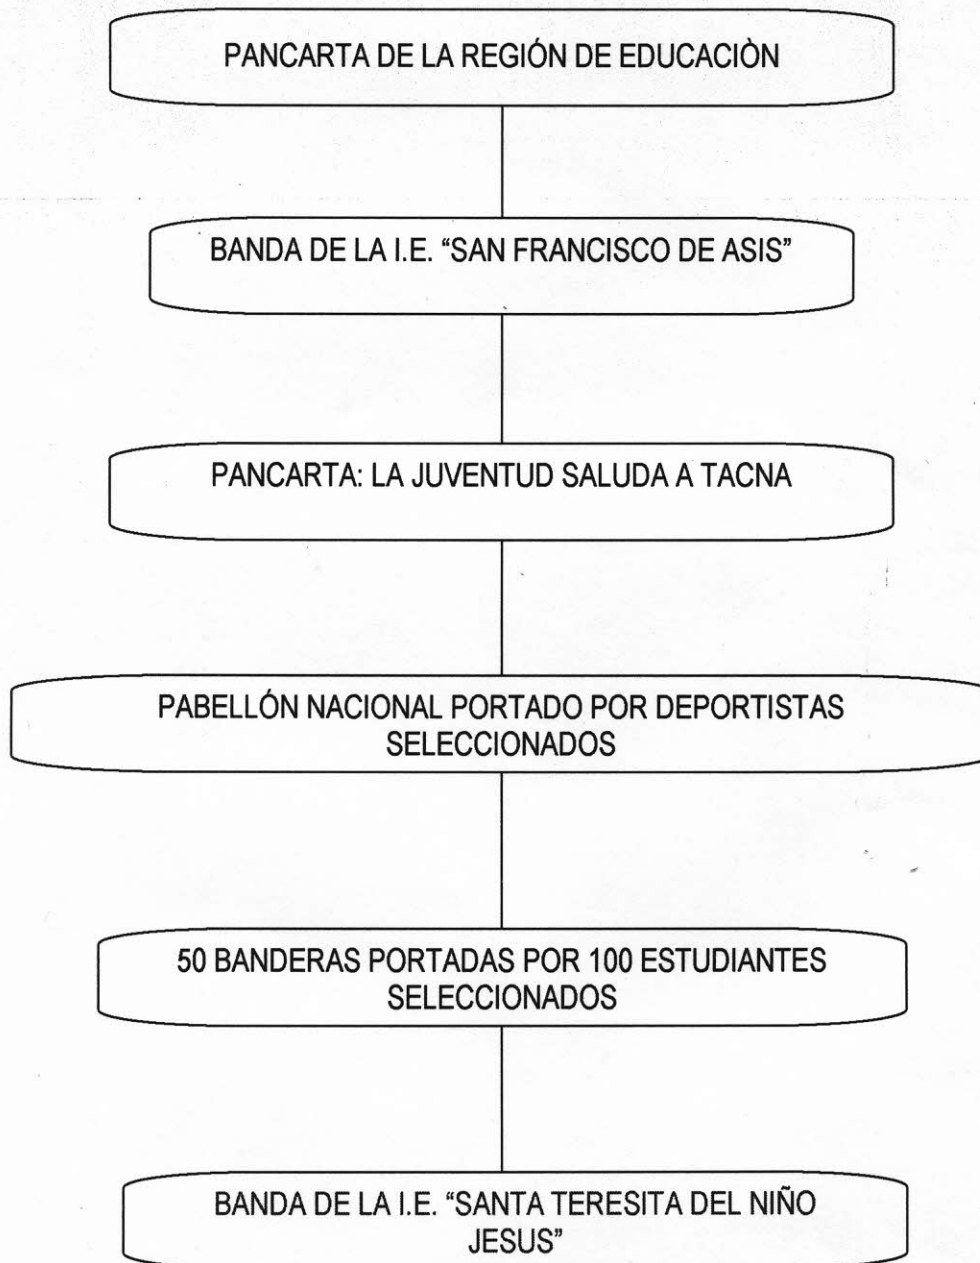 PANCARTA DE LA REGIÓN DE EDUCACIÒN
BANDA DE LA I.E. “SAN FRANCISCO DE ASIS”
PANCARTA: LA JUVENTUD SALUDA A TACNA
PABELLÓN NACIONAL PORTADO POR DEPORTISTAS
SELECCIONADOS
50 BANDERAS PORTADAS POR 100 ESTUDIANTES
SELECCIONADOS
BANDA DE LA I.E. “SANTA TERESITA DEL NIÑO
JESUS”